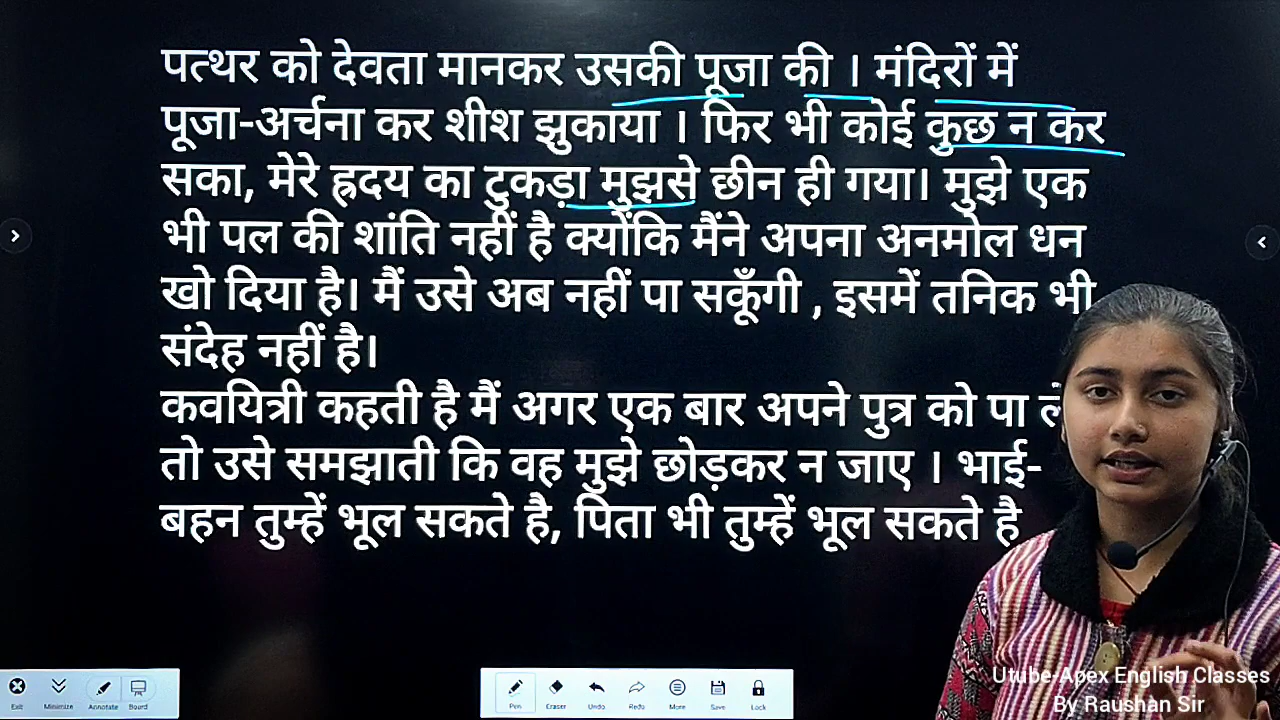 पत्थर को देवता मानकर उसकी पूजा की । मंदिरों में
पूजा-अर्चना कर शीश झुकाया । फिर भी कोई कुछ न कर
सका, मेरे ह्रदय का टुकड़ा मुझसे छीन ही गया। मुझे एक
भी पल की शांति नहीं है क्योंकि मैंने अपना अनमोल धन
खो दिया है। मैं उसे अब नहीं पा सकूँगी , इसमें तनिक भी
संदेह नहीं है।
कवयित्री कहती है मैं अगर एक बार अपने पुत्र को पा
तो उसे समझाती कि वह मुझे छोड़कर न जाए । भाई-
बहन तुम्हें भूल सकते है, पिता भी तुम्हें भूल सकते है
Exit Minimize Annotate Board Pen Eraser Undo Redo More Save Lock
Utube-Apex English Classes
By Raushan Sir